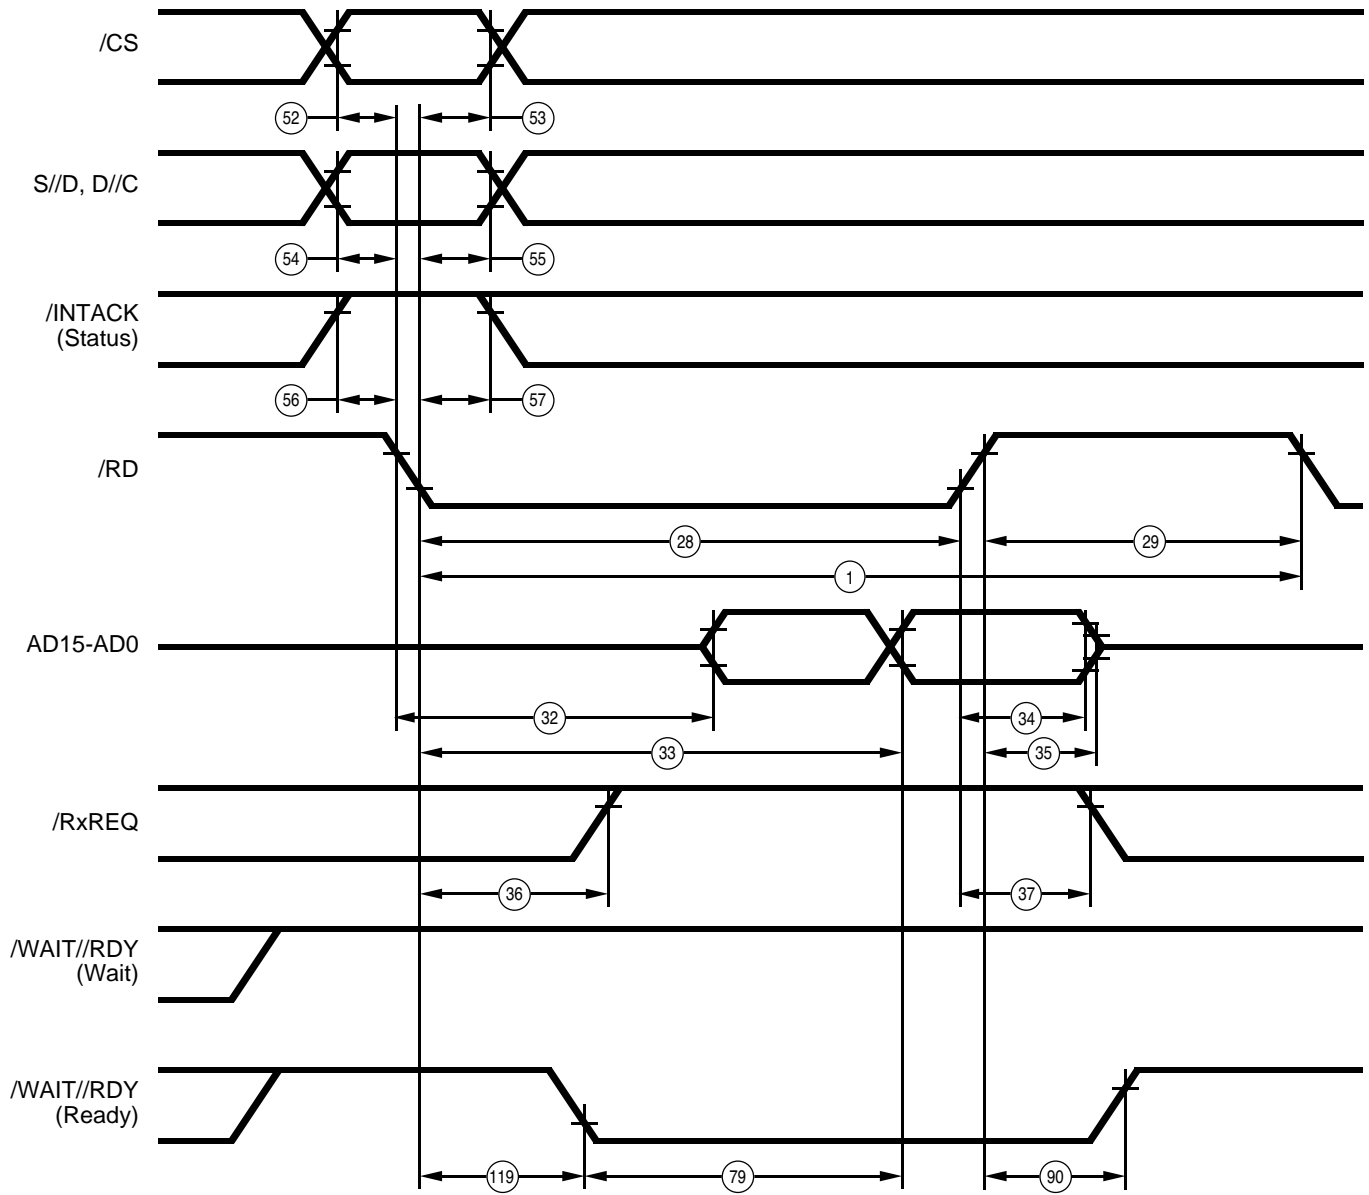 /CS
52
53
S//D, D//C
54
55
/INTACK
(Status)
56
57
/RD
28
29
1
AD15-AD0
32
34
33
35
/RxREQ
36
37
/WAIT//RDY
(Wait)
/WAIT//RDY
(Ready)
119
79
90